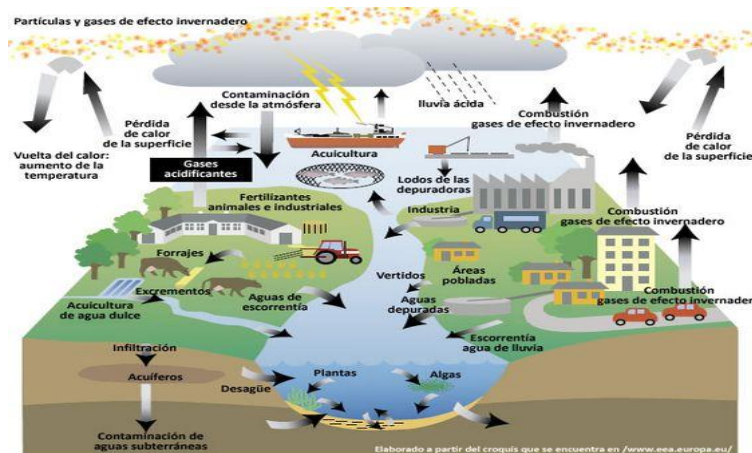 Partículas y gases de efecto invernadero
Contaminación
desde la atmósfera
lluvia ácida
Combustión
gases de efecto invernadero
Pérdida
de calor
de la superficie
Vuelta del calor:
aumento de la
temperatura
Gases
acidificantes
Acuicultura
Pérdida
de calor
de la superficie
Lodos de las
depuradoras
Fertilizantes
animales e industriales
Industria
Combustión
gases de efecto invernadero
Forrajes
Excrementos
Acuicultura
de agua dulce
Aguas de
escorrentía
Vertidos
Áreas
pobladas
Aguas
depuradas
Combustión
gases de efecto invernader
Escorrentía
agua de lluvia
Infiltración
Acuíferos
Desagüe
Plantas
Algas
Contaminación de
aguas subterráneas
Elaborado a partir del croquis que se encuentra en /www.eea.europa.eu/